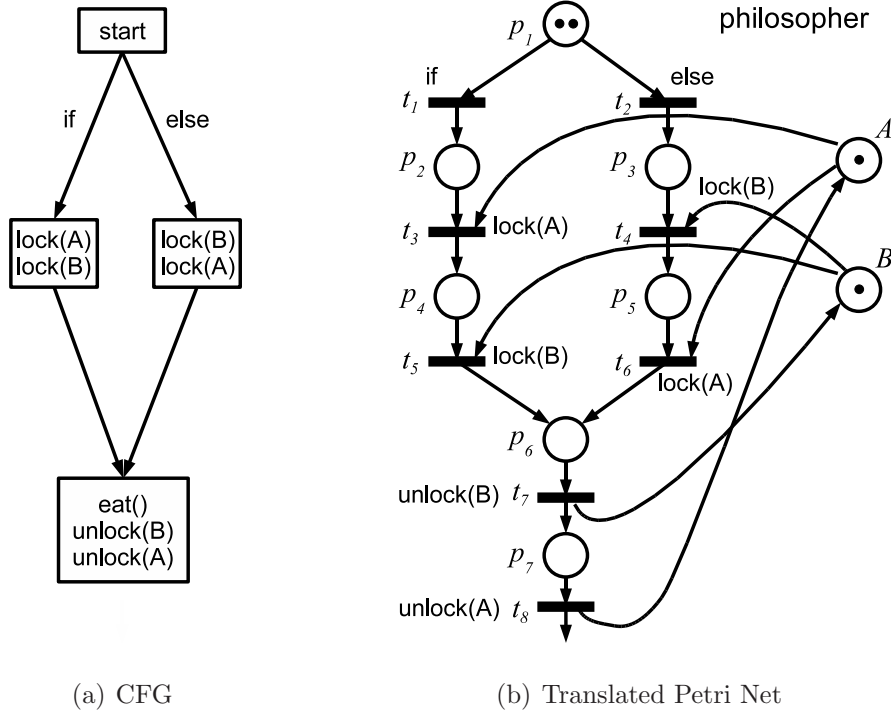 start
if
else
lock(A)
lock(B)
lock(B)
lock(A)
eat()
unlock(B)
unlock(A)
(a) CFG
philosopher
p1
if
else
t1
t2
A
p2
p3
lock(B)
t3
lock(A)
t4
B
p4
p5
t5
lock(B)
t6
lock(A)
p6
unlock(B)
t7
p7
unlock(A)
t8
(b) Translated Petri Net